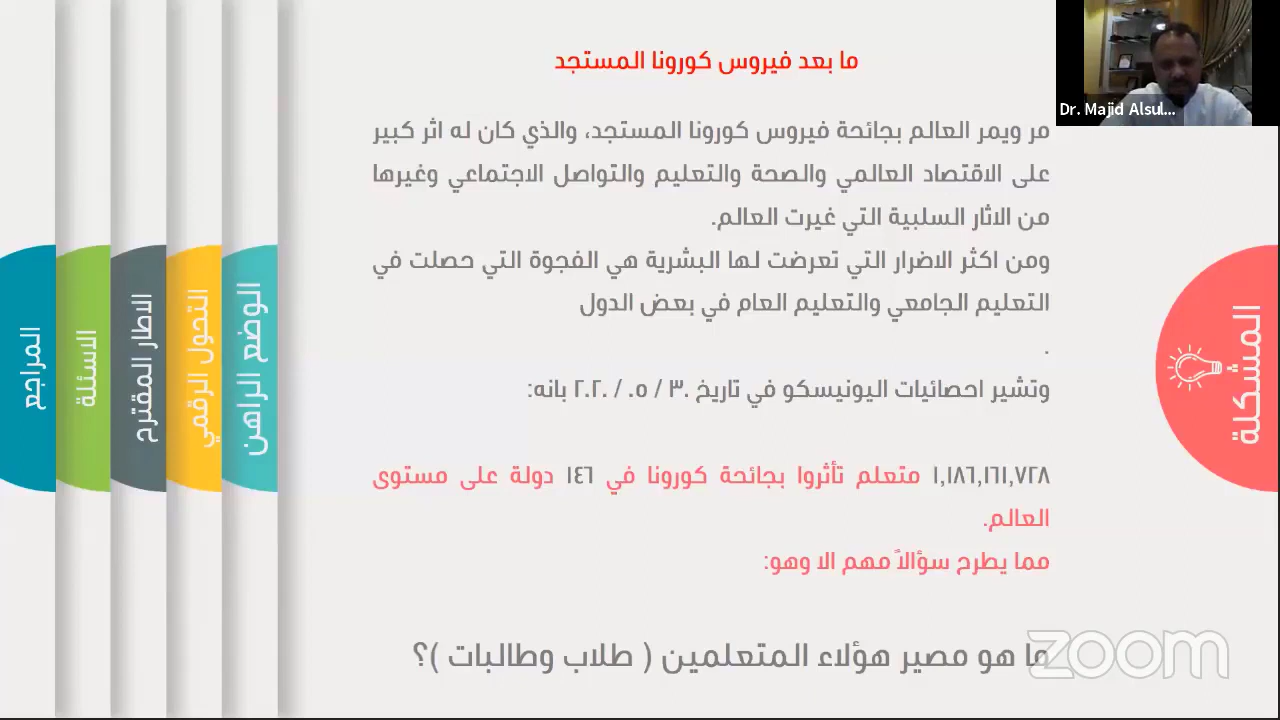 ما بعد فيروس كورونا المستجد
Dr. Majid Alsul...
مر ويمر العالم بجائحة فيروس كورونا المستجد، والذي كان له اثر كبير
على الاقتصاد العالمي والصحة والتعليم والتواصل الاجتماعي وغيرها
من الاثار السلبية التي غيرت العالم.
ومن اكثر الاضرار التي تعرضت لها البشرية هي الفجوة التي حصلت في
التعليم الجامعي والتعليم العام في بعض الدول
.
وتشير احصائيات اليونيسكو في تاريخ ٣٠ / ٠٥ / ٢٠٢٠ بانه:
١,١٨٦,١٦١,٧٢٨ متعلم تأثروا بجائحة كورونا في ١٤٦ دولة على مستوى
العالم.
مما يطرح سؤالاً مهم الا وهو:
ما هو مصير هؤلاء المتعلمين ( طلاب وطالبات )؟
المشكلة
الوضع الراهن
التحول الرقمي
الاطار المقترح
الاسئلة
المراجع
zoom